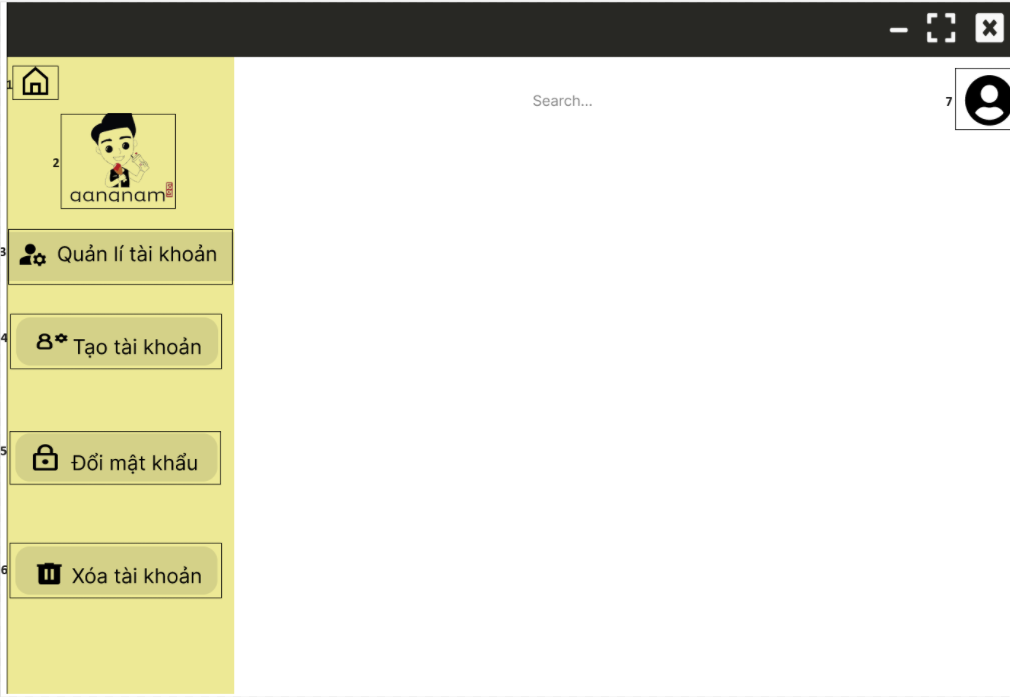 1
Search...
7
2
aananam
3
Quản lí tài khoản
4
Tạo tài khoản
5
Đổi mật khẩu
6
Xóa tài khoản